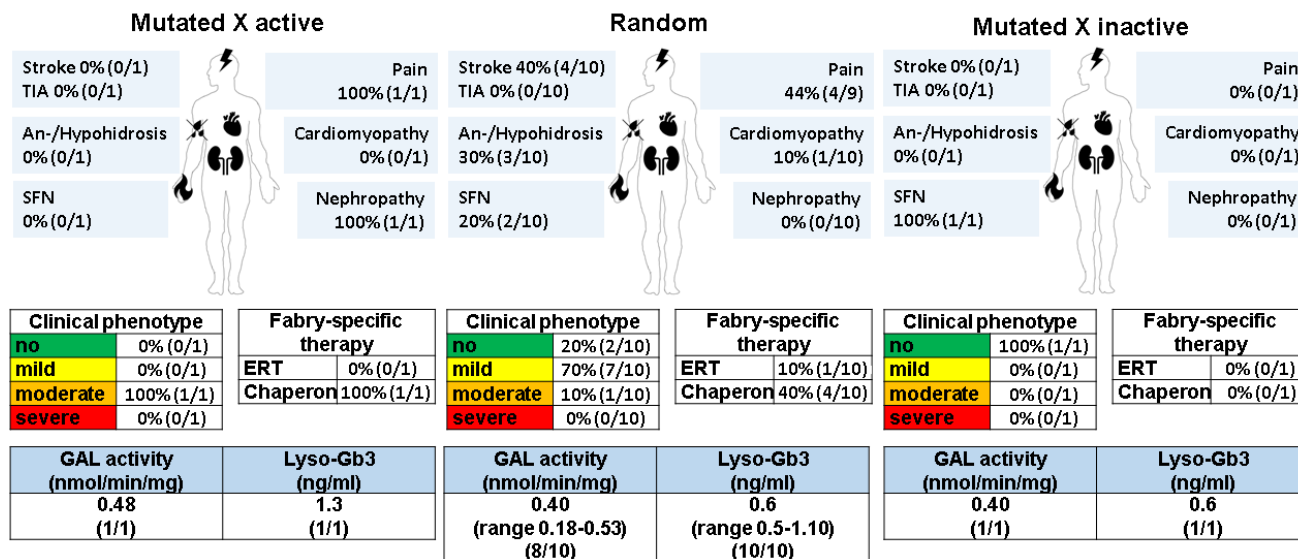 Mutated X active
Stroke 0% (0/1)
TIA 0% (0/1)
Pain
100% (1/1)
An-/Hypohidrosis
0% (0/1)
Cardiomyopathy
0% (0/1)
SFN
0% (0/1)
Nephropathy
100% (1/1)
Clinical phenotype
no 0% (0/1)
mild 0% (0/1)
moderate 100% (1/1)
severe 0% (0/1)
Fabry-specific
therapy
ERT 0% (0/1)
Chaperon 100% (1/1)
GAL activity
(nmol/min/mg)
Lyso-Gb3
(ng/ml)
0.48
(1/1)
1.3
(1/1)
Random
Stroke 40% (4/10)
TIA 0% (0/10)
Pain
44% (4/9)
An-/Hypohidrosis
30% (3/10)
Cardiomyopathy
10% (1/10)
SFN
20% (2/10)
Nephropathy
0% (0/10)
Clinical phenotype
no 20% (2/10)
mild 70% (7/10)
moderate 10% (1/10)
severe 0% (0/10)
Fabry-specific
therapy
ERT 10% (1/10)
Chaperon 40% (4/10)
GAL activity
(nmol/min/mg)
Lyso-Gb3
(ng/ml)
0.40
(range 0.18-0.53)
(8/10)
0.6
(range 0.5-1.10)
(10/10)
Mutated X inactive
Stroke 0% (0/1)
TIA 0% (0/1)
Pain
0% (0/1)
An-/Hypohidrosis
0% (0/1)
Cardiomyopathy
0% (0/1)
SFN
100% (1/1)
Nephropathy
0% (0/1)
Clinical phenotype
no 100% (1/1)
mild 0% (0/1)
moderate 0% (0/1)
severe 0% (0/1)
Fabry-specific
therapy
ERT 0% (0/1)
Chaperon 0% (0/1)
GAL activity
(nmol/min/mg)
Lyso-Gb3
(ng/ml)
0.40
(1/1)
0.6
(1/1)